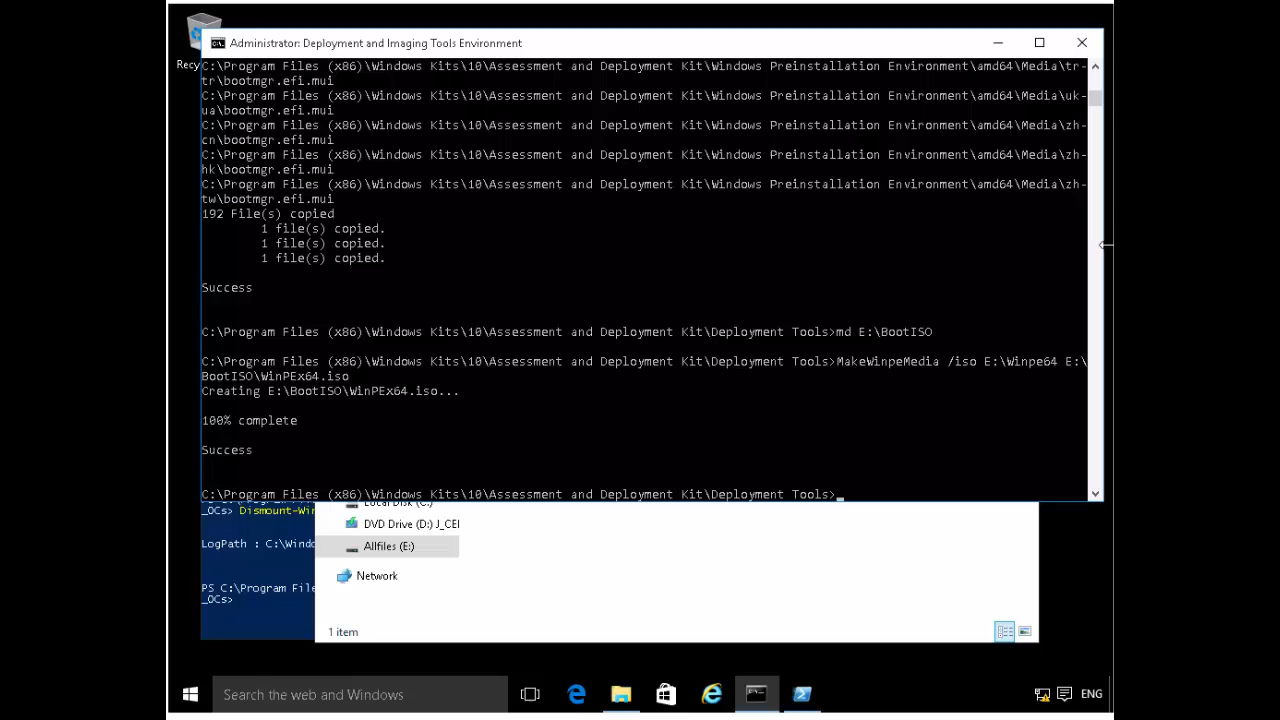 Recy
Administrator: Deployment and Imaging Tools Environment
C:\Program Files (x86)\Windows Kits\10\Assessment and Deployment Kit\Windows Preinstallation Environment\amd64\Media\tr-
tr\bootmgr.efi.mui
C:\Program Files (x86)\Windows Kits\10\Assessment and Deployment Kit\Windows Preinstallation Environment\amd64\Media\uk-
ua\bootmgr.efi.mui
C:\Program Files (x86)\Windows Kits\10\Assessment and Deployment Kit\Windows Preinstallation Environment\amd64\Media\zh-
cn\bootmgr.efi.mui
C:\Program Files (x86)\Windows Kits\10\Assessment and Deployment Kit\Windows Preinstallation Environment\amd64\Media\zh-
hk\bootmgr.efi.mui
C:\Program Files (x86)\Windows Kits\10\Assessment and Deployment Kit\Windows Preinstallation Environment\amd64\Media\zh-
tw\bootmgr.efi.mui
192 File(s) copied
1 file(s) copied.
1 file(s) copied.
1 file(s) copied.
Success
C:\Program Files (x86)\Windows Kits\10\Assessment and Deployment Kit\Deployment Tools>md E:\BootISO
C:\Program Files (x86)\Windows Kits\10\Assessment and Deployment Kit\Deployment Tools>MakeWinpeMedia /iso E:\Winpe64 E:\
BootISO\WinPEx64.iso
Creating E:\BootISO\WinPEx64.iso...
100% complete
Success
C:\Program Files (x86)\Windows Kits\10\Assessment and Deployment Kit\Deployment Tools>
_OCs> Dismount-Win
LogPath : C:\Windo
PS C:\Program File
_OCs>
Local Disk (C:)
DVD Drive (D:) J_CEI
Allfiles (E:)
Network
1 item
Search the web and Windows
ENG